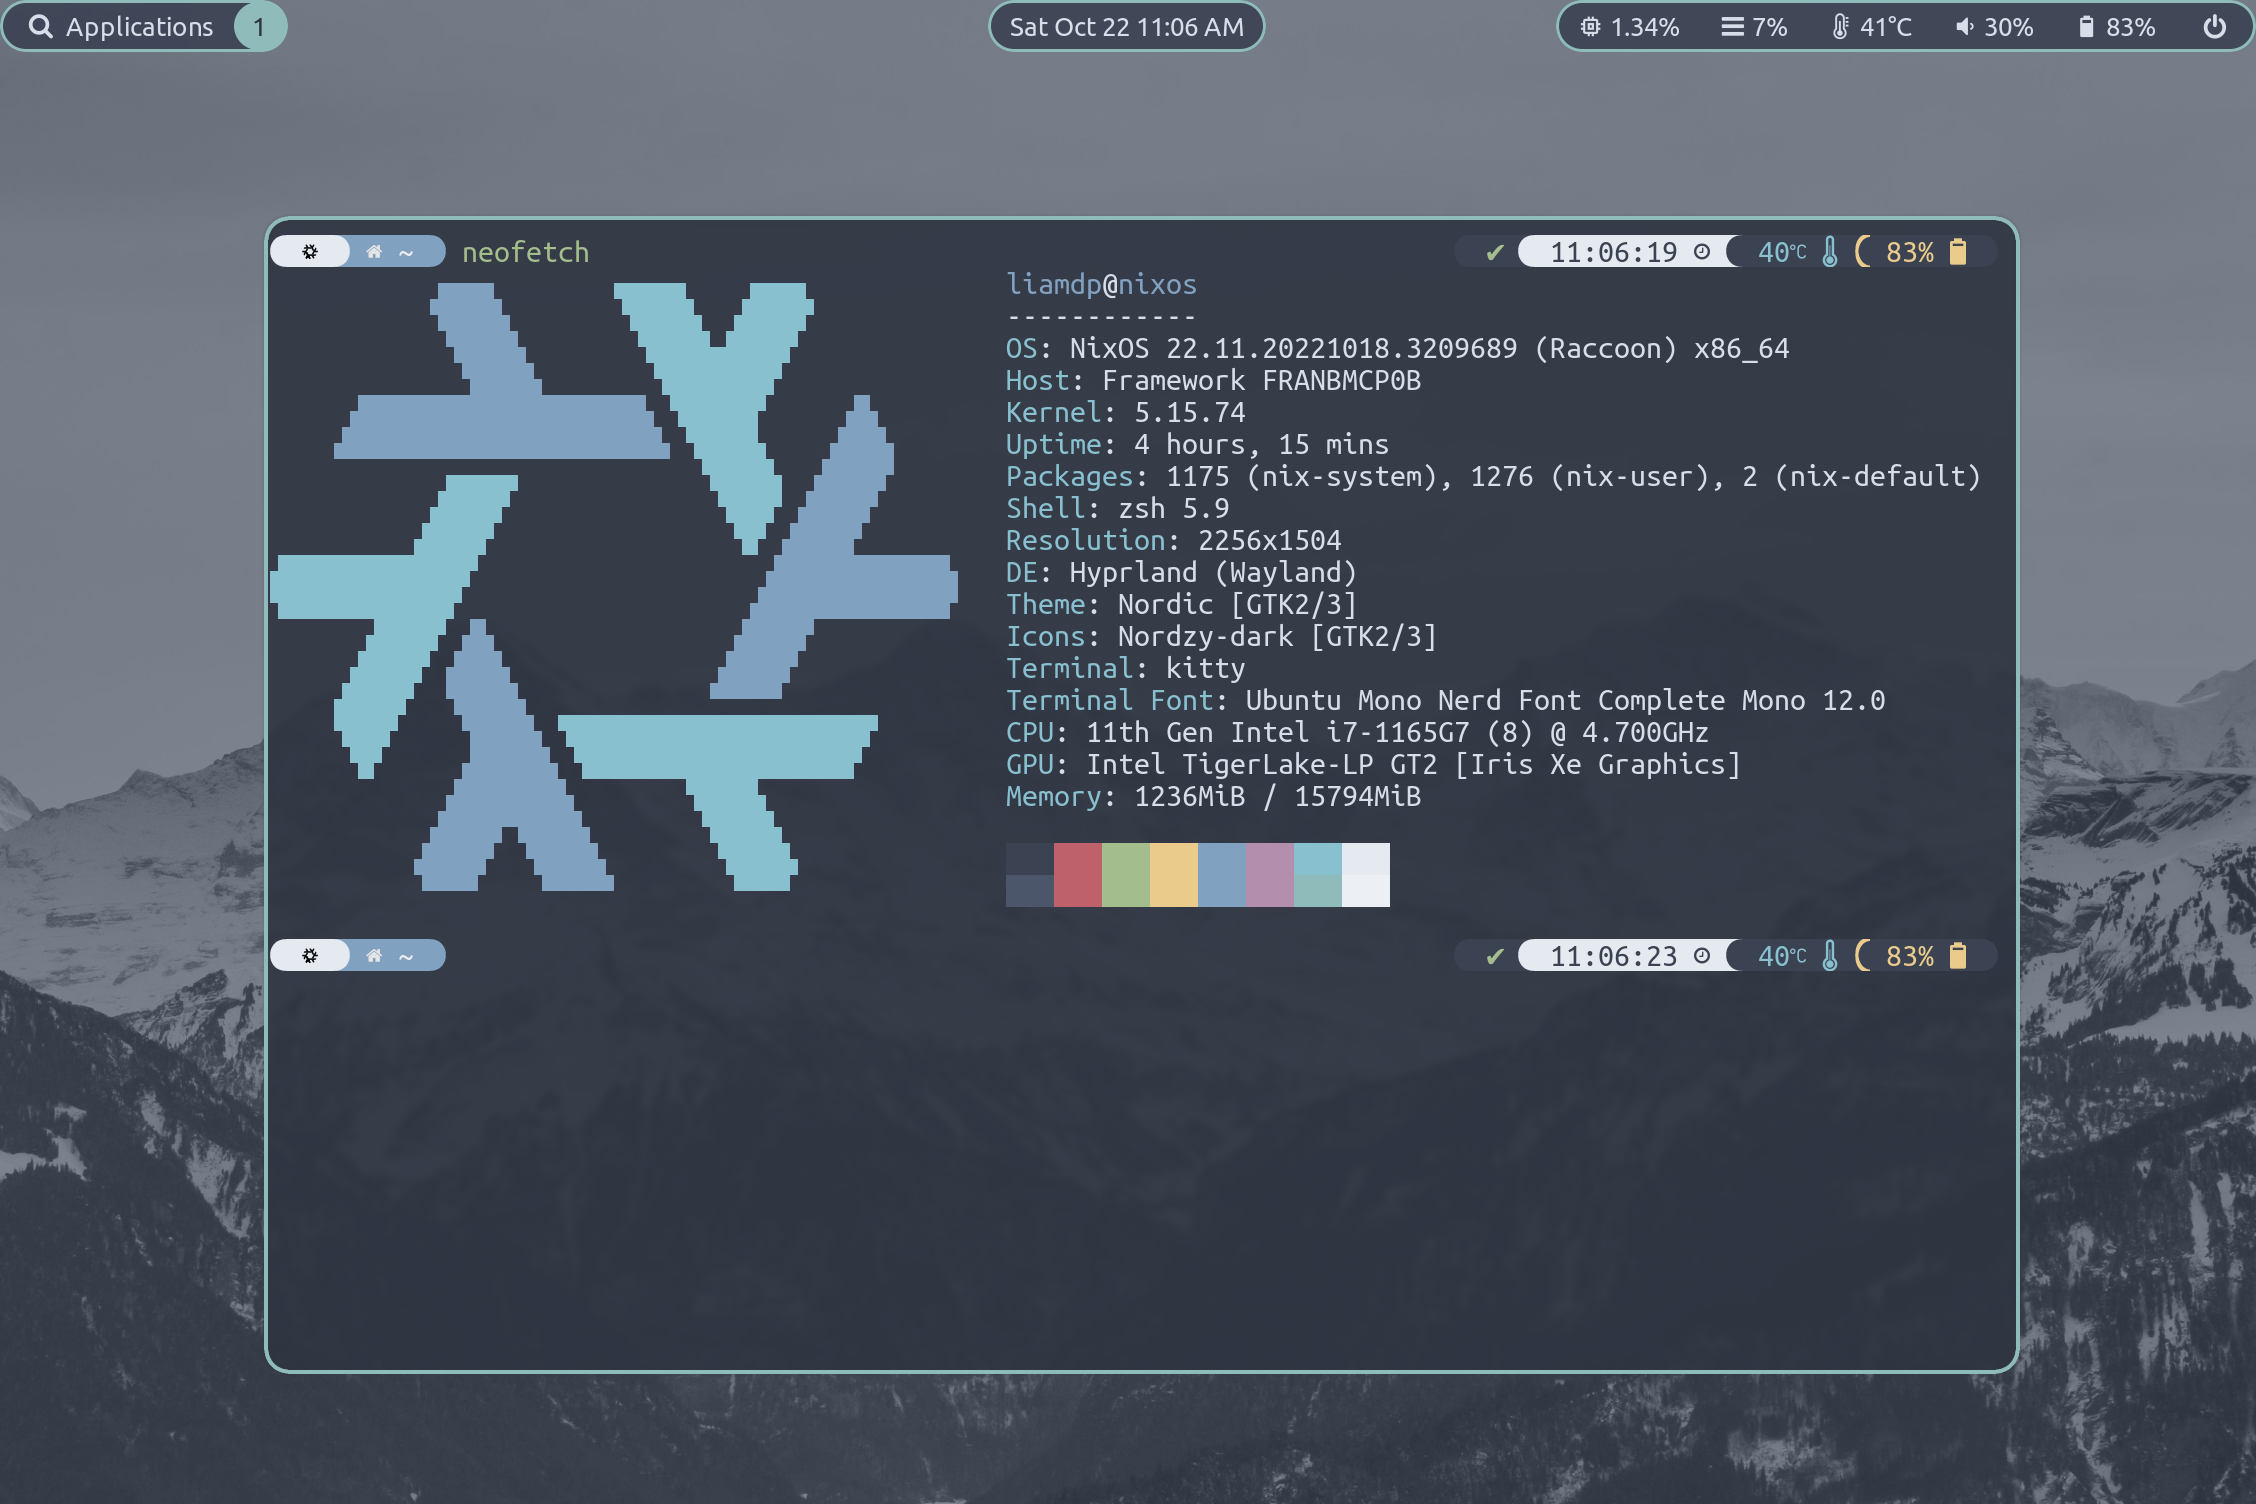 Applications 1
Sat Oct 22 11:06 AM
1.34% 7% 41°C 30% 83%
~ neofetch
✔ 11:06:19 40°C 83%
liamdp@nixos
------------
OS: NixOS 22.11.20221018.3209689 (Raccoon) x86_64
Host: Framework FRANBMCP0B
Kernel: 5.15.74
Uptime: 4 hours, 15 mins
Packages: 1175 (nix-system), 1276 (nix-user), 2 (nix-default)
Shell: zsh 5.9
Resolution: 2256x1504
DE: Hyprland (Wayland)
Theme: Nordic [GTK2/3]
Icons: Nordzy-dark [GTK2/3]
Terminal: kitty
Terminal Font: Ubuntu Mono Nerd Font Complete Mono 12.0
CPU: 11th Gen Intel i7-1165G7 (8) @ 4.700GHz
GPU: Intel TigerLake-LP GT2 [Iris Xe Graphics]
Memory: 1236MiB / 15794MiB
~
✔ 11:06:23 40°C 83%